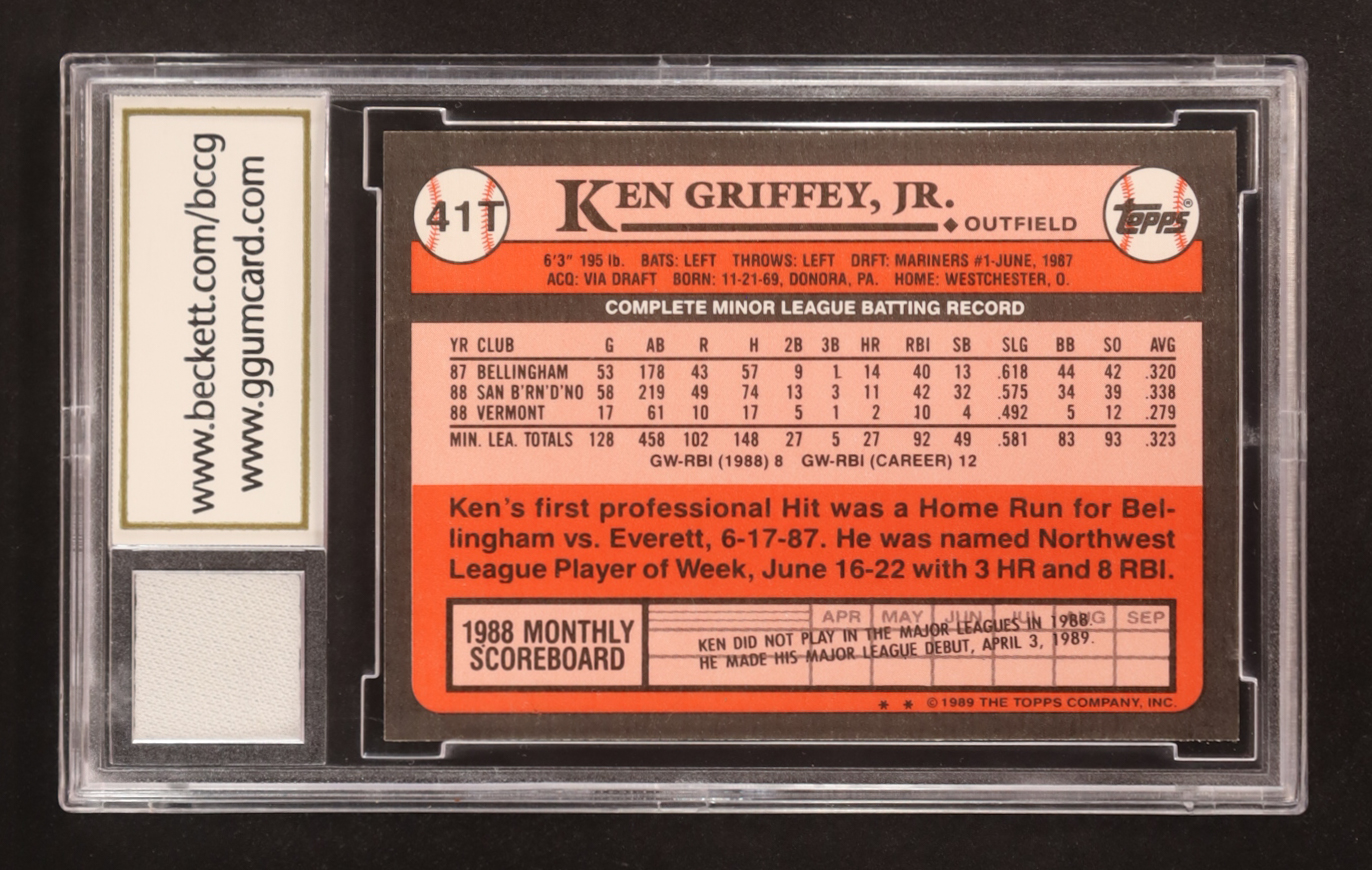 www.beckett.com/bccg
www.ggumcard.com
41T
KEN GRIFFEY, JR.
◆ OUTFIELD
TOPPS®
6'3" 195 lb. BATS: LEFT THROWS: LEFT DRFT: MARINERS #1-JUNE, 1987
ACQ: VIA DRAFT BORN: 11-21-69, DONORA, PA. HOME: WESTCHESTER, O.
COMPLETE MINOR LEAGUE BATTING RECORD
YR CLUB G AB R H 2B 3B HR RBI SB SLG BB SO AVG
87 BELLINGHAM 53 178 43 57 9 1 14 40 13 .618 44 42 .320
88 SAN B'RN'D'NO 58 219 49 74 13 3 11 42 32 .575 34 39 .338
88 VERMONT 17 61 10 17 5 1 2 10 4 .492 5 12 .279
MIN. LEA. TOTALS 128 458 102 148 27 5 27 92 49 .581 83 93 .323
GW-RBI (1988) 8 GW-RBI (CAREER) 12
Ken's first professional Hit was a Home Run for Bel-
lingham vs. Everett, 6-17-87. He was named Northwest
League Player of Week, June 16-22 with 3 HR and 8 RBI.
1988 MONTHLY
SCOREBOARD
APR MAY JUN JUL AUG SEP
KEN DID NOT PLAY IN THE MAJOR LEAGUES IN 1988.
HE MADE HIS MAJOR LEAGUE DEBUT, APRIL 3, 1989.
* * © 1989 THE TOPPS COMPANY, INC.